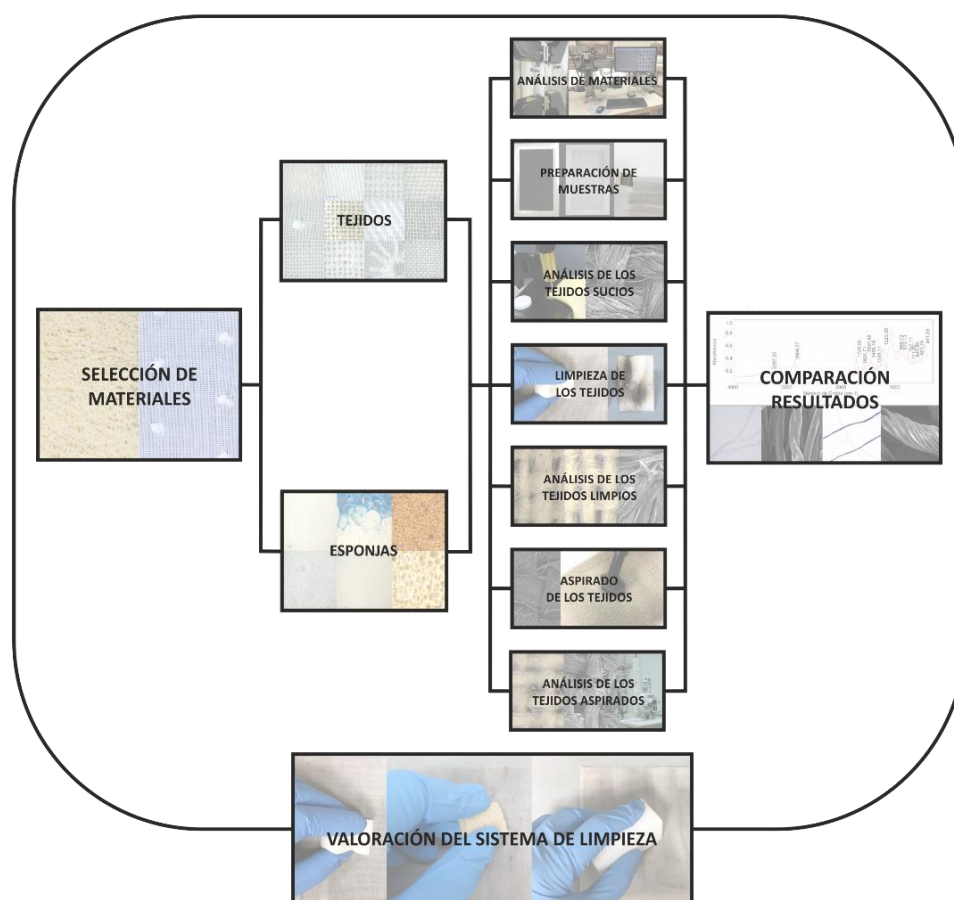 SELECCIÓN DE
MATERIALES
TEJIDOS
ESPONJAS
ANÁLISIS DE MATERIALES
PREPARACIÓN DE
MUESTRAS
ANÁLISIS DE LOS
TEJIDOS SUCIOS
LIMPIEZA DE
LOS TEJIDOS
ANÁLISIS DE LOS
TEJIDOS LIMPIOS
ASPIRADO
DE LOS TEJIDOS
ANÁLISIS DE LOS
TEJIDOS ASPIRADOS
COMPARACIÓN
RESULTADOS
VALORACIÓN DEL SISTEMA DE LIMPIEZA